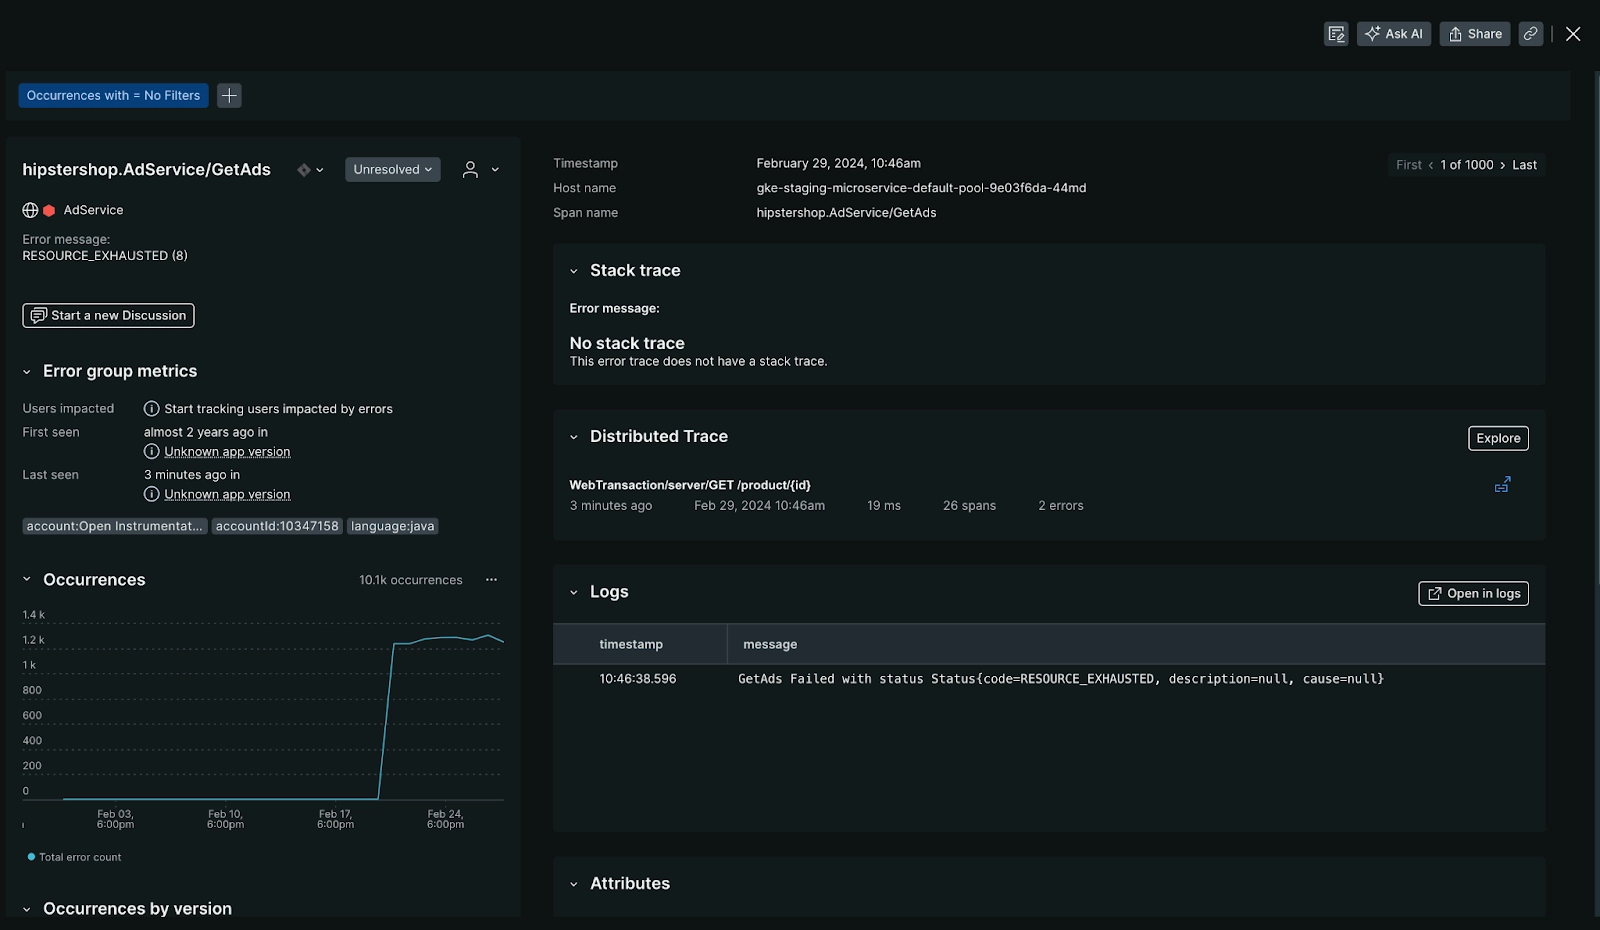 Ask AI
Share
Occurrences with = No Filters
hipstershop.AdService/GetAds
Unresolved
AdService
Error message:
RESOURCE_EXHAUSTED (8)
Start a new Discussion
Error group metrics
Users impacted
Start tracking users impacted by errors
First seen
almost 2 years ago in
Unknown app version
Last seen
3 minutes ago in
Unknown app version
account:Open Instrumentat...
accountId:10347158
language:java
Occurrences
10.1k occurrences
1.4 k
1.2 k
1 k
800
600
400
200
0
Feb 03,
6:00pm
Feb 10,
6:00pm
Feb 17,
6:00pm
Feb 24,
6:00pm
Total error count
Occurrences by version
Timestamp
February 29, 2024, 10:46am
First ‹ 1 of 1000 › Last
Host name
gke-staging-microservice-default-pool-9e03f6da-44md
Span name
hipstershop.AdService/GetAds
Stack trace
Error message:
No stack trace
This error trace does not have a stack trace.
Distributed Trace
Explore
WebTransaction/server/GET /product/{id}
3 minutes ago
Feb 29, 2024 10:46am
19 ms
26 spans
2 errors
Logs
Open in logs
timestamp
message
10:46:38.596
GetAds Failed with status Status{code=RESOURCE_EXHAUSTED, description=null, cause=null}
Attributes